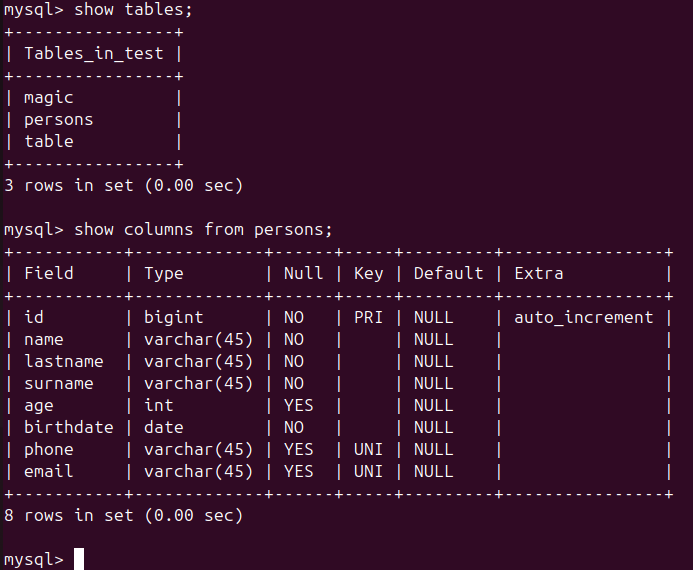 mysql> show tables;
+----------------+
| Tables_in_test |
+----------------+
| magic          |
| persons        |
| table          |
+----------------+
3 rows in set (0.00 sec)

mysql> show columns from persons;
+-----------+-------------+------+-----+---------+----------------+
| Field     | Type        | Null | Key | Default | Extra          |
+-----------+-------------+------+-----+---------+----------------+
| id        | bigint      | NO   | PRI | NULL    | auto_increment |
| name      | varchar(45) | NO   |     | NULL    |                |
| lastname  | varchar(45) | NO   |     | NULL    |                |
| surname   | varchar(45) | NO   |     | NULL    |                |
| age       | int         | YES  |     | NULL    |                |
| birthdate | date        | NO   |     | NULL    |                |
| phone     | varchar(45) | YES  | UNI | NULL    |                |
| email     | varchar(45) | YES  | UNI | NULL    |                |
+-----------+-------------+------+-----+---------+----------------+
8 rows in set (0.00 sec)

mysql>